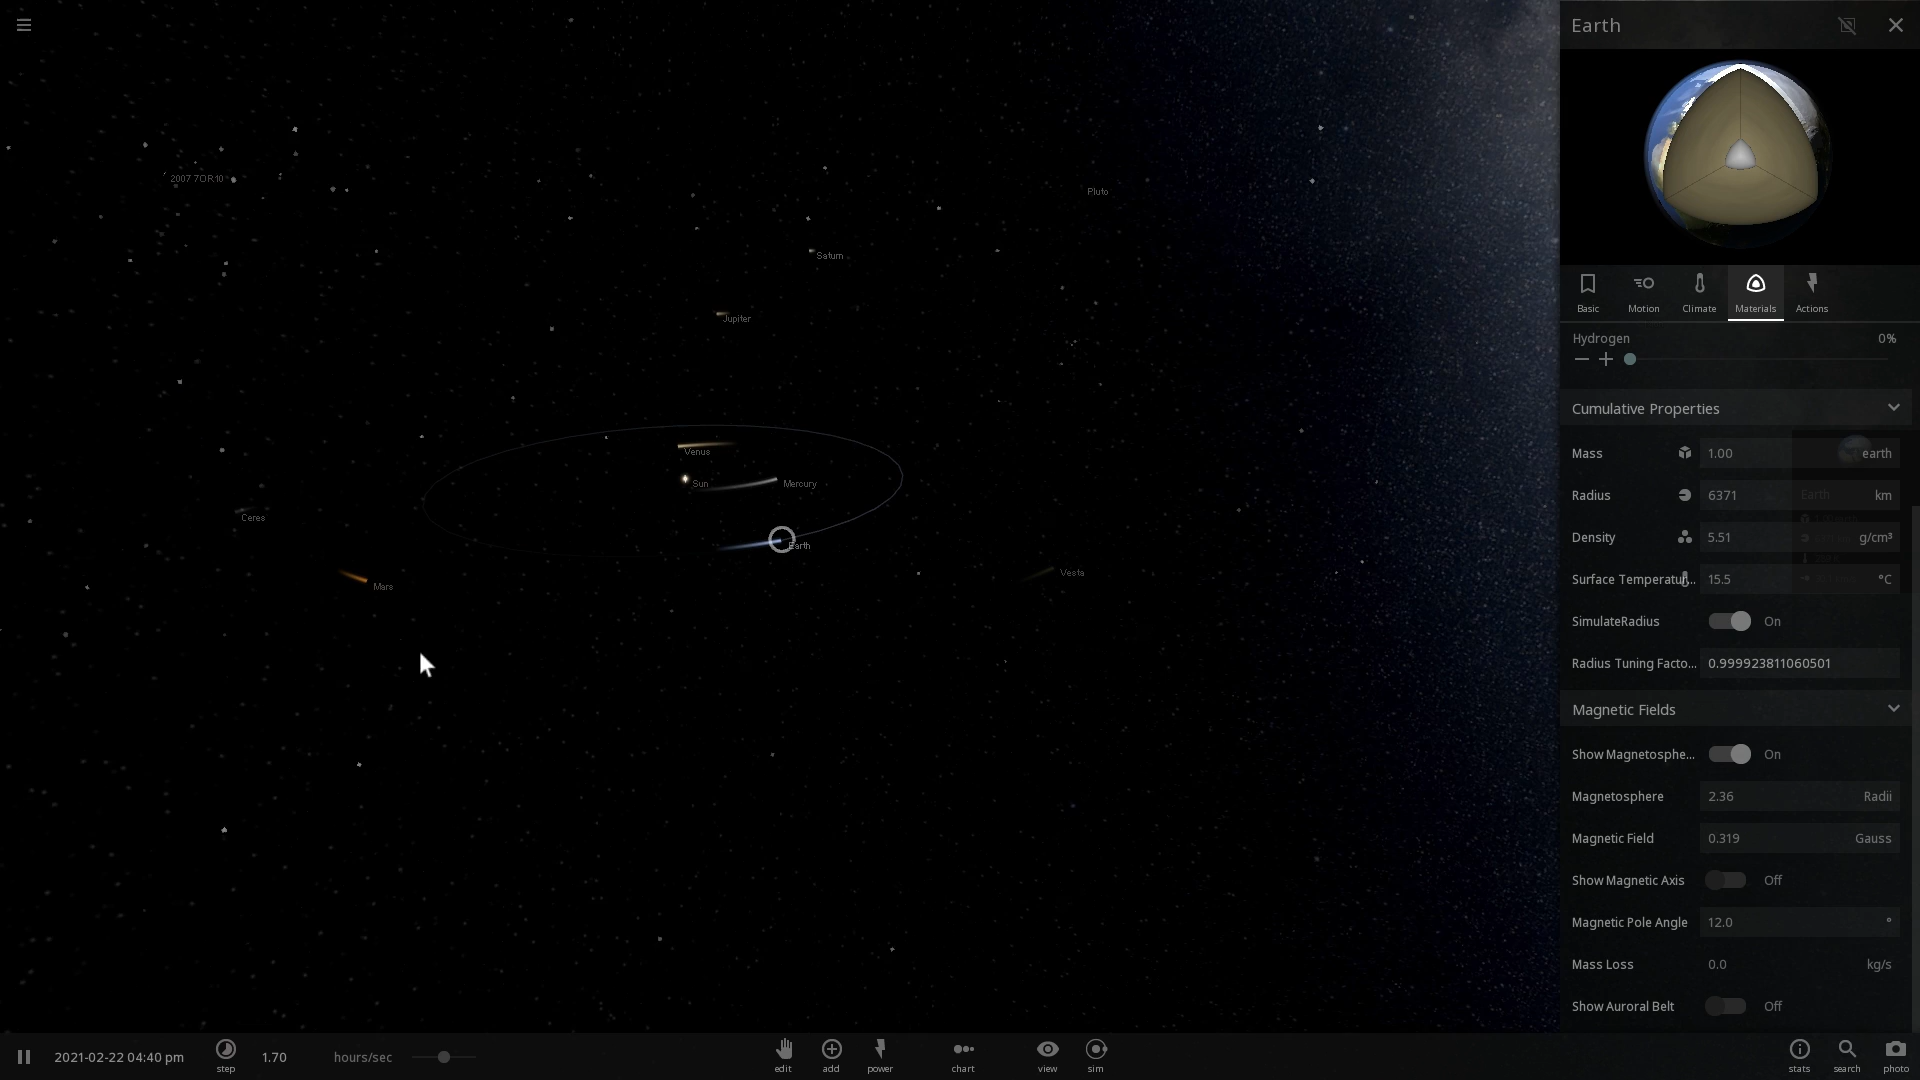 Earth
2007 7OR10
Pluto
Saturn
Jupiter
Venus
Sun
Mercury
Ceres
Earth
Mars
Vesta
Basic
Motion
Climate
Materials
Actions
Hydrogen 0%
Cumulative Properties
Mass 1.00 earth
Radius 6371 km
Density 5.51 g/cm³
Surface Temperatur... 15.5 °C
SimulateRadius On
Radius Tuning Facto... 0.999923811060501
Magnetic Fields
Show Magnetosphe... On
Magnetosphere 2.36 Radii
Magnetic Field 0.319 Gauss
Show Magnetic Axis Off
Magnetic Pole Angle 12.0 °
Mass Loss 0.0 kg/s
Show Auroral Belt Off
2021-02-22 04:40 pm
step
1.70 hours/sec
edit
add
power
chart
view
sim
stats
search
photo